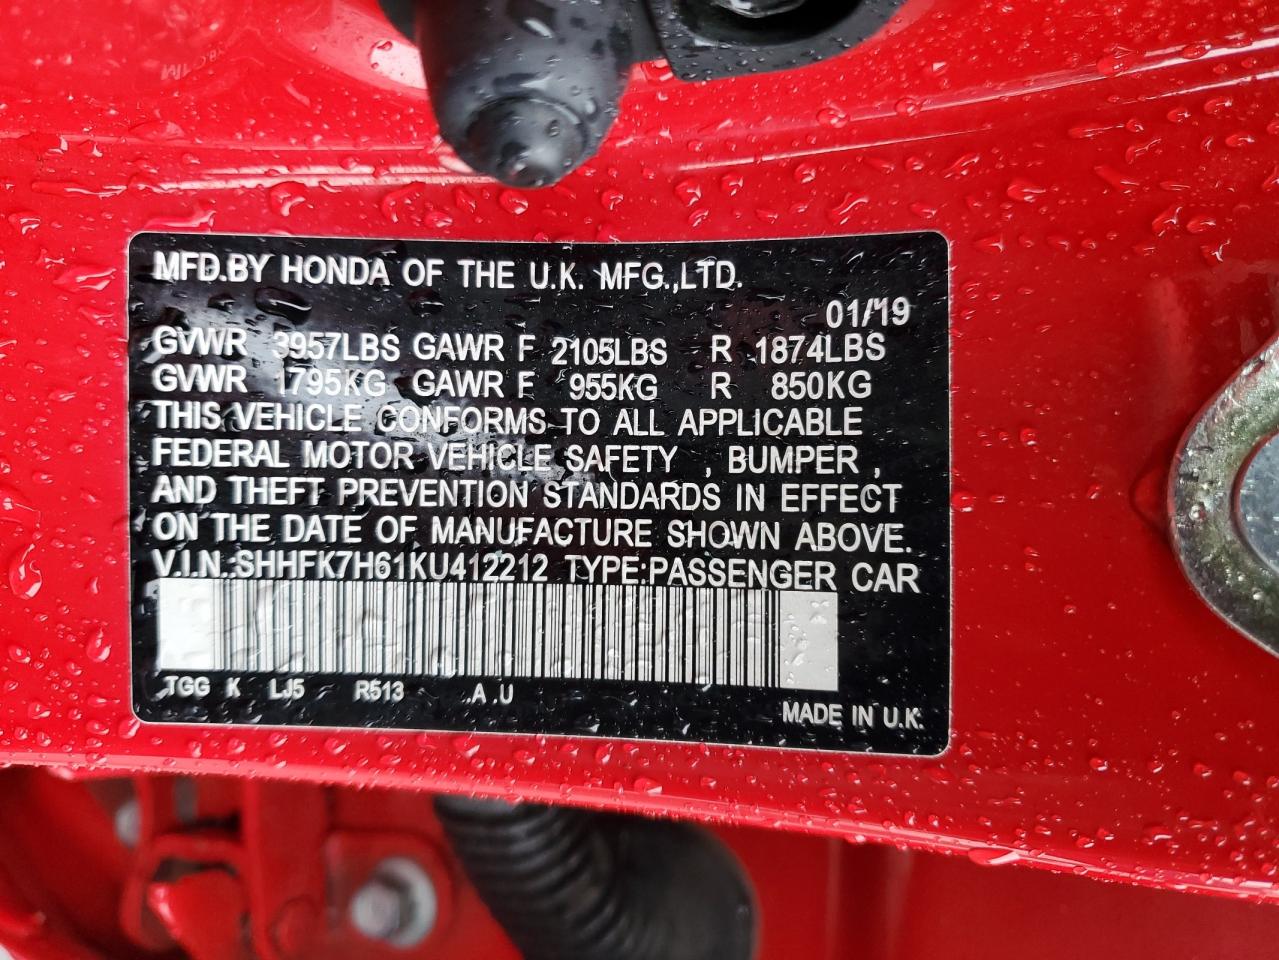 MFD.BY HONDA OF THE U.K. MFG.,LTD.
01/'19
GVWR 3957LBS GAWR F 2105LBS R 1874LBS
GVWR 1795KG GAWR F 955KG R 850KG
THIS VEHICLE CONFORMS TO ALL APPLICABLE
FEDERAL MOTOR VEHICLE SAFETY , BUMPER ,
AND THEFT PREVENTION STANDARDS IN EFFECT
ON THE DATE OF MANUFACTURE SHOWN ABOVE.
V.I.N.:SHHFK7H61KU412212 TYPE:PASSENGER CAR
TGG K LJ5 R513 .A .U
MADE IN U.K.